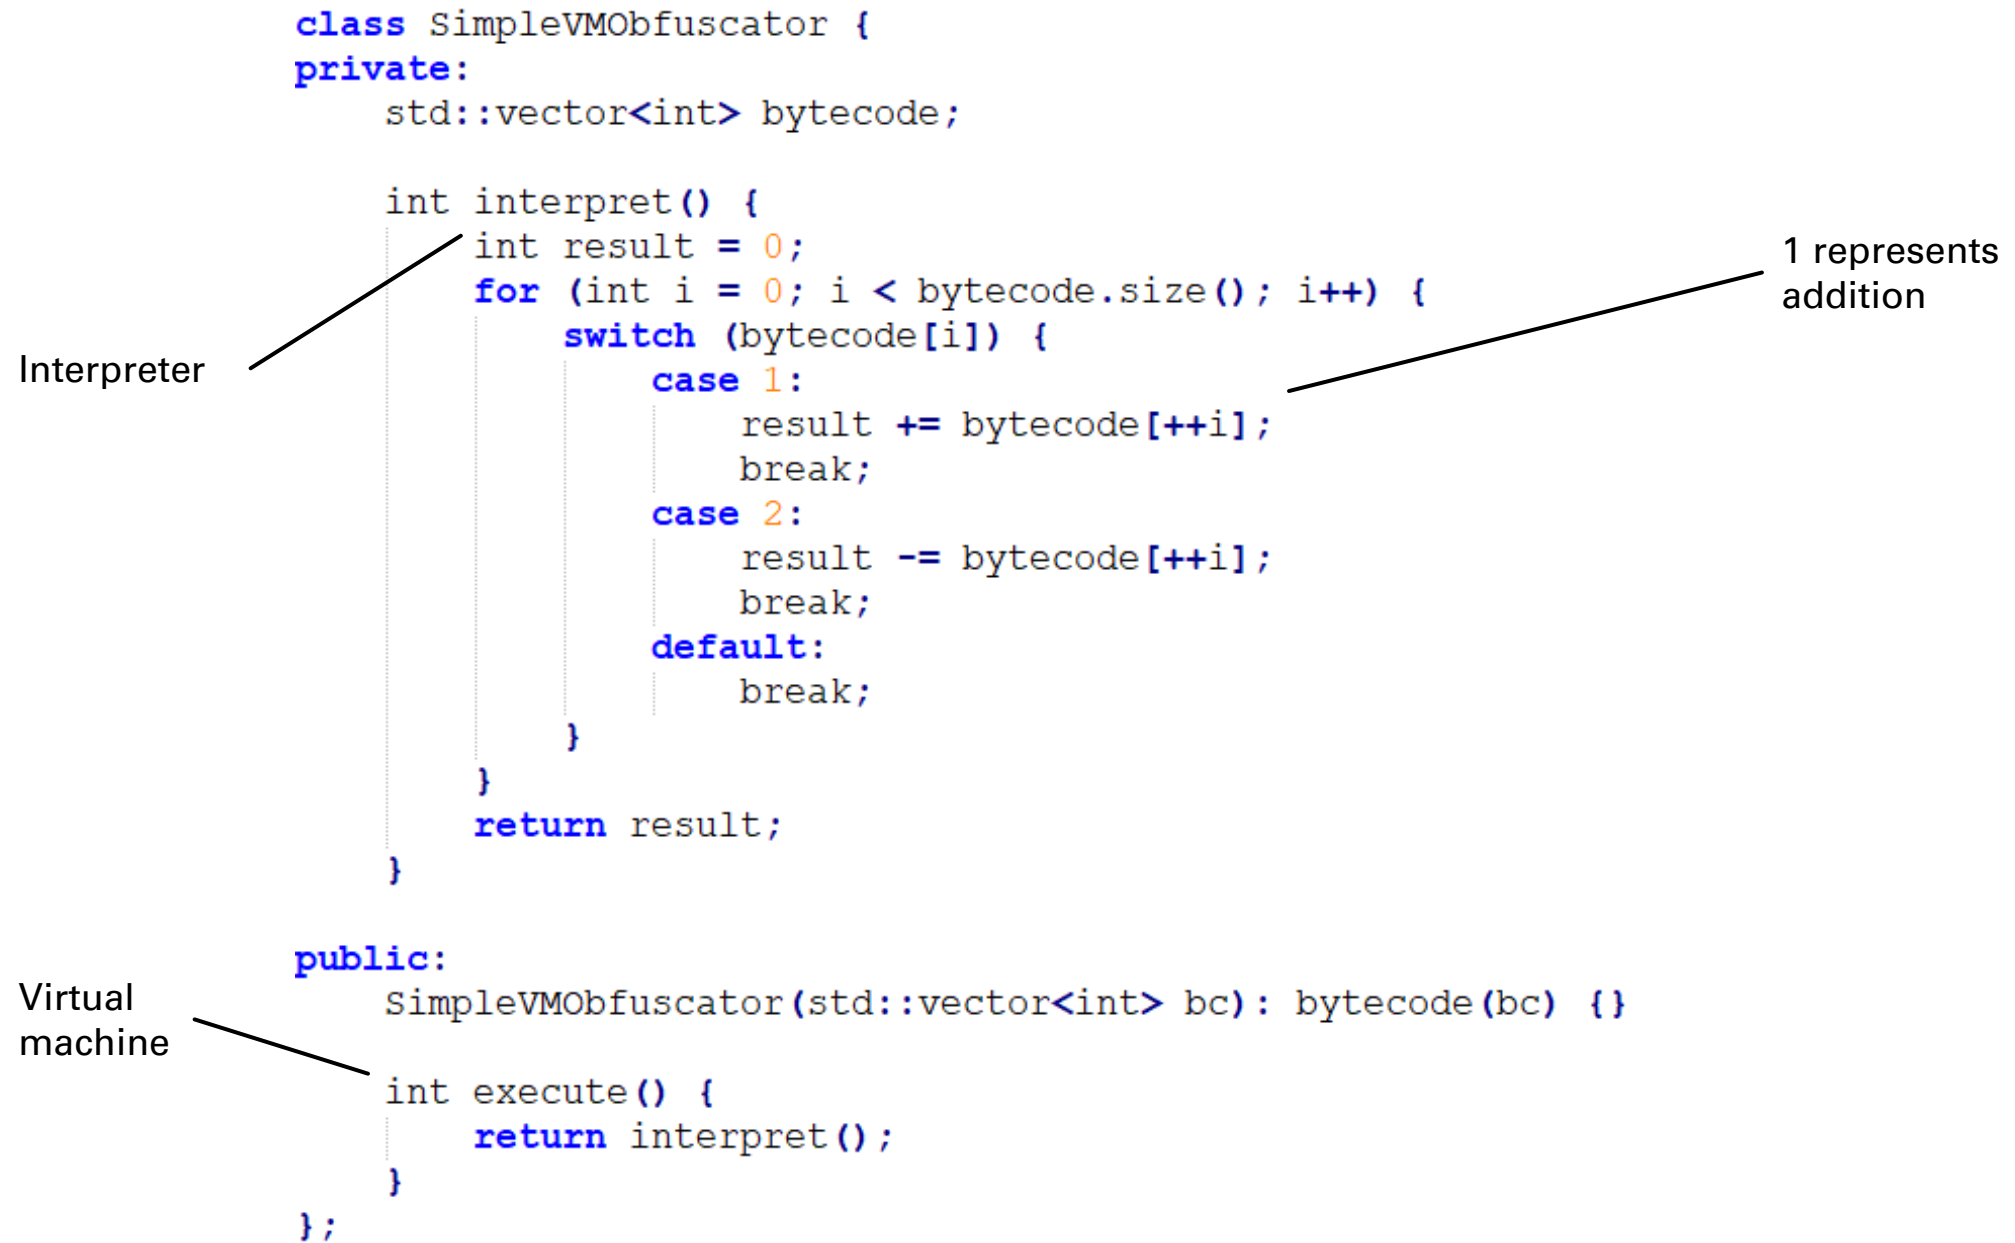 class SimpleVMObfuscator {
private:
    std::vector<int> bytecode;

    int interpret() {
        int result = 0;
        for (int i = 0; i < bytecode.size(); i++) {
            switch (bytecode[i]) {
                case 1:
                    result += bytecode[++i];
                    break;
                case 2:
                    result -= bytecode[++i];
                    break;
                default:
                    break;
            }
        }
        return result;
    }

public:
    SimpleVMObfuscator(std::vector<int> bc): bytecode(bc) {}

    int execute() {
        return interpret();
    }
};
Interpreter
1 represents
addition
Virtual
machine